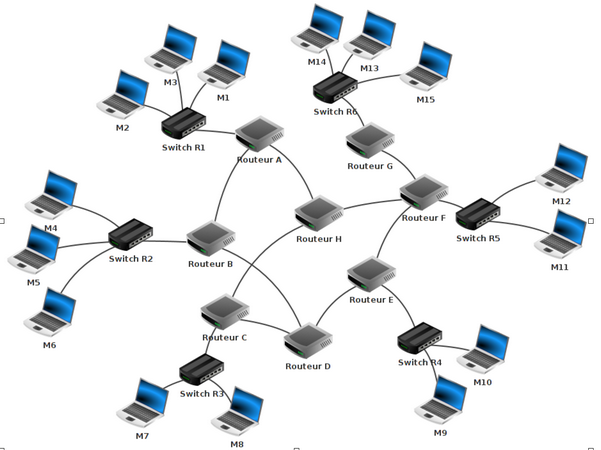 M14
M13
M3
M1
M15
Switch R6
M2
Switch R1
Routeur A
Routeur G
M12
M4
Routeur F
Routeur H
Switch R5
Switch R2
Routeur B
M5
M11
Routeur E
M6
Routeur C
Switch R4
Routeur D
M10
Switch R3
M7
M9
M8